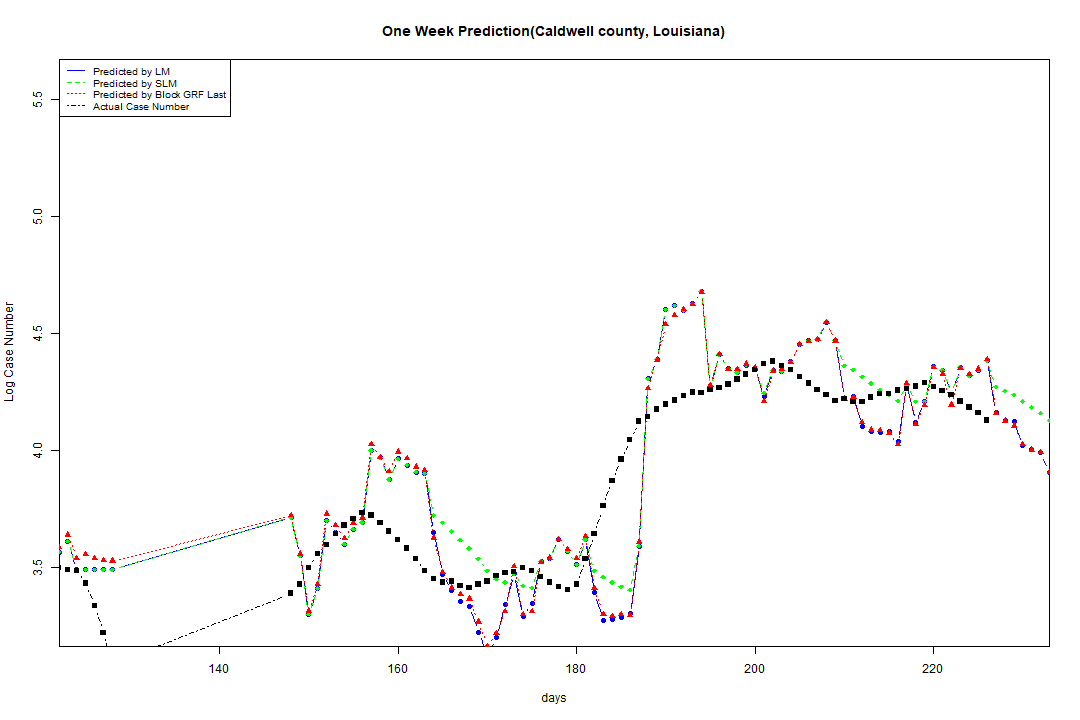 One Week Prediction(Caldwell county, Louisiana)
Predicted by LM
Predicted by SLM
Predicted by Block GRF Last
Actual Case Number
5.5
5.0
4.5
4.0
3.5
Log Case Number
140 160 180 200 220
days